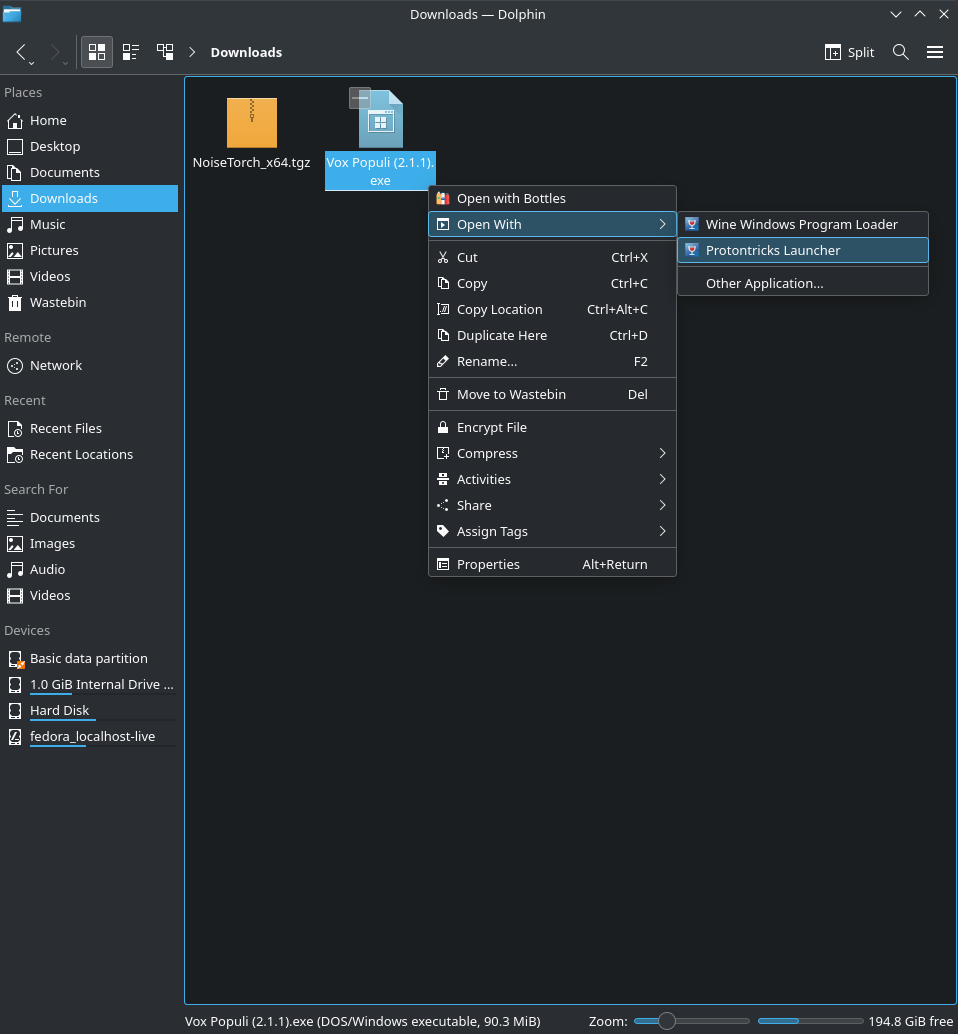 Downloads — Dolphin
Downloads
Split
Places
Home
Desktop
Documents
Downloads
Music
Pictures
Videos
Wastebin
Remote
Network
Recent
Recent Files
Recent Locations
Search For
Documents
Images
Audio
Videos
Devices
Basic data partition
1.0 GiB Internal Drive ...
Hard Disk
fedora_localhost-live
NoiseTorch_x64.tgz
Vox Populi (2.1.1).
exe
Open with Bottles
Open With
Cut Ctrl+X
Copy Ctrl+C
Copy Location Ctrl+Alt+C
Duplicate Here Ctrl+D
Rename... F2
Move to Wastebin Del
Encrypt File
Compress
Activities
Share
Assign Tags
Properties Alt+Return
Wine Windows Program Loader
Protontricks Launcher
Other Application...
Vox Populi (2.1.1).exe (DOS/Windows executable, 90.3 MiB) Zoom: 194.8 GiB free